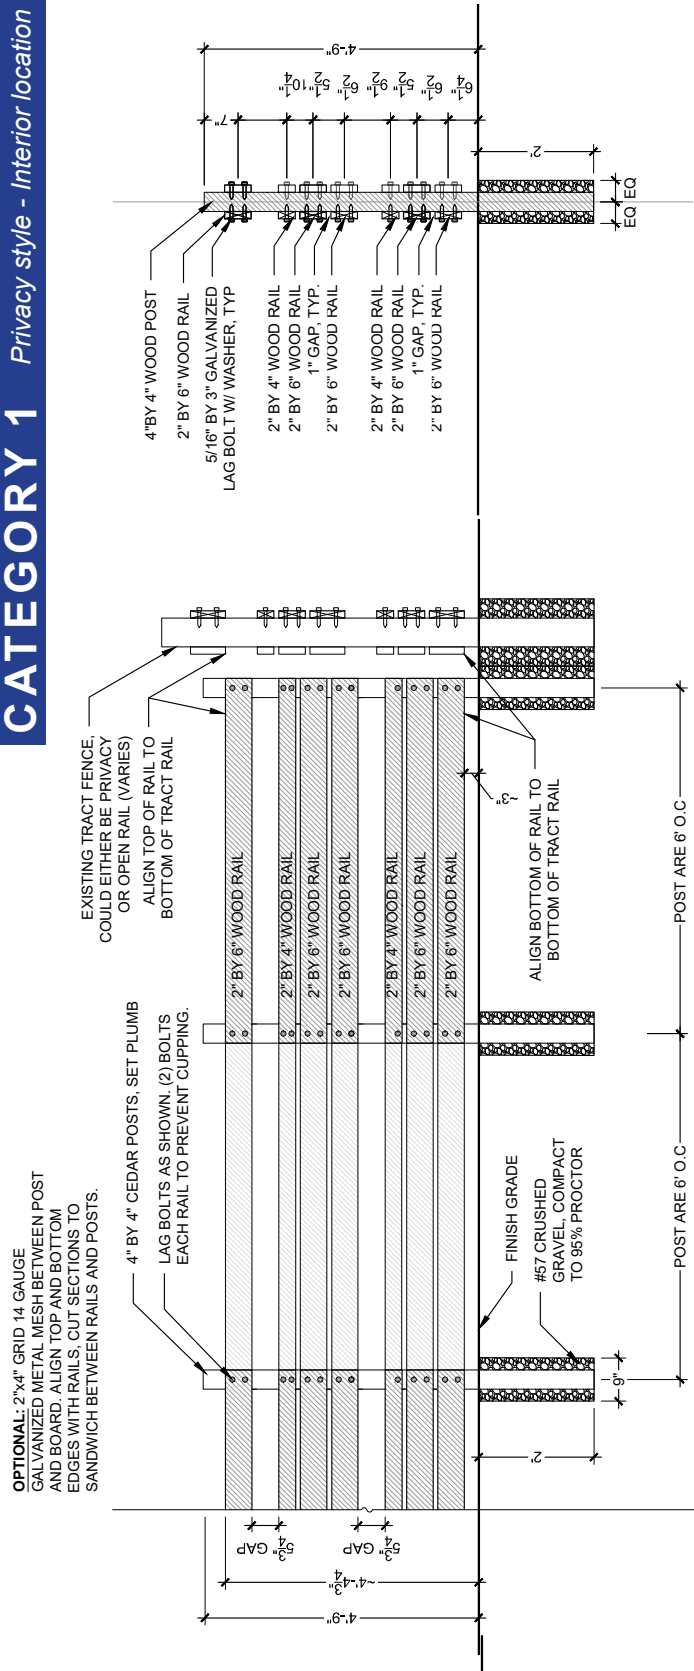 CATEGORY 1 Privacy style - Interior location
OPTIONAL: 2"x4" GRID 14 GAUGE
GALVANIZED METAL MESH BETWEEN POST
AND BOARD. ALIGN TOP AND BOTTOM
EDGES WITH RAILS, CUT SECTIONS TO
SANDWICH BETWEEN RAILS AND POSTS.
4" BY 4" CEDAR POSTS, SET PLUMB
LAG BOLTS AS SHOWN. (2) BOLTS
EACH RAIL TO PREVENT CUPPING.
EXISTING TRACT FENCE,
COULD EITHER BE PRIVACY
OR OPEN RAIL (VARIES)
ALIGN TOP OF RAIL TO
BOTTOM OF TRACT RAIL
2" BY 6" WOOD RAIL
2" BY 4" WOOD RAIL
2" BY 6" WOOD RAIL
2" BY 6" WOOD RAIL
2" BY 4" WOOD RAIL
2" BY 6" WOOD RAIL
2" BY 6" WOOD RAIL
4'-9"
~4'-4 3/4"
5 3/4" GAP
5 3/4" GAP
~3"
FINISH GRADE
#57 CRUSHED
GRAVEL, COMPACT
TO 95% PROCTOR
2'
9"
ALIGN BOTTOM OF RAIL TO
BOTTOM OF TRACT RAIL
POST ARE 6' O.C
POST ARE 6' O.C
4"BY 4" WOOD POST
2" BY 6" WOOD RAIL
5/16" BY 3" GALVANIZED
LAG BOLT W/ WASHER, TYP
2" BY 4" WOOD RAIL
2" BY 6" WOOD RAIL
1" GAP, TYP.
2" BY 6" WOOD RAIL
2" BY 4" WOOD RAIL
2" BY 6" WOOD RAIL
1" GAP, TYP.
2" BY 6" WOOD RAIL
4'-9"
7"
10 1/4"
5 1/2"
6 1/2"
9 1/2"
5 1/2"
6 1/2"
6 1/4"
2'
EQ
EQ